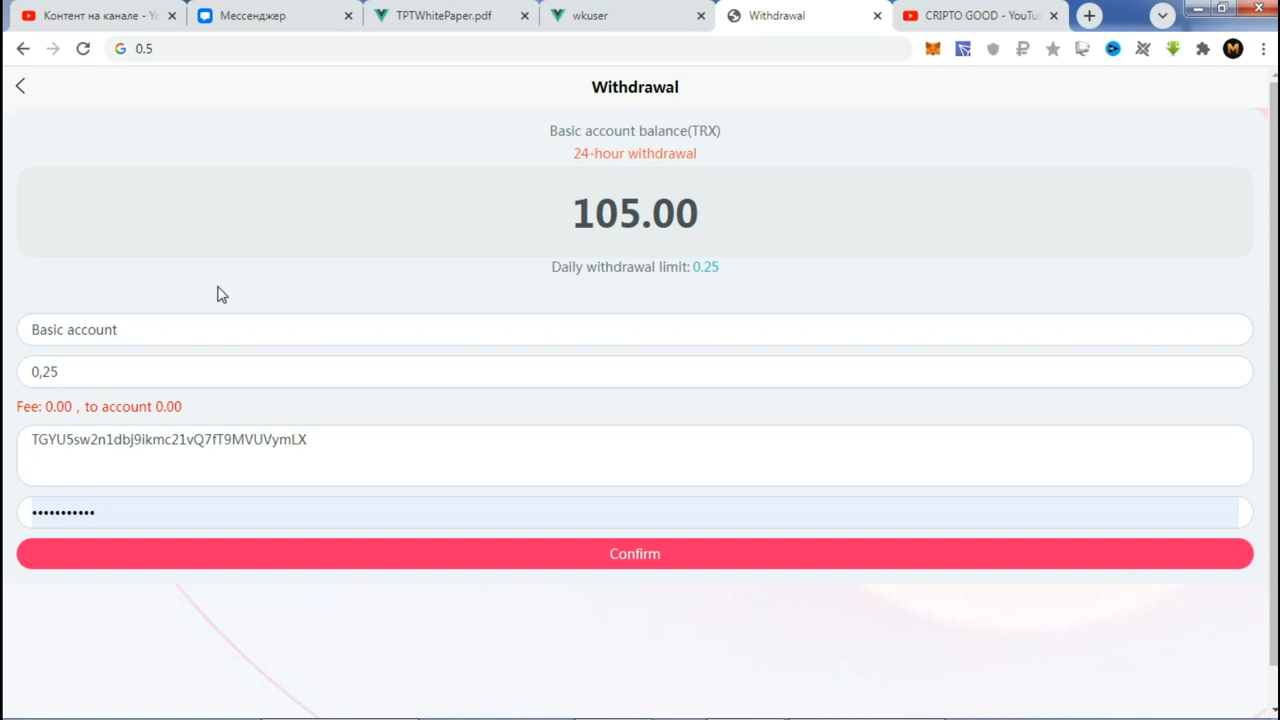 Контент на канале - Yo
Мессенджер
TPTWhitePaper.pdf
wkuser
Withdrawal
CRIPTO GOOD - YouTu
0.5
Withdrawal
Basic account balance(TRX)
24-hour withdrawal
105.00
Daily withdrawal limit: 0.25
Basic account
0,25
Fee: 0.00 , to account 0.00
TGYU5sw2n1dbj9ikmc21vQ7fT9MVUVymLX
•••••••••••
Confirm